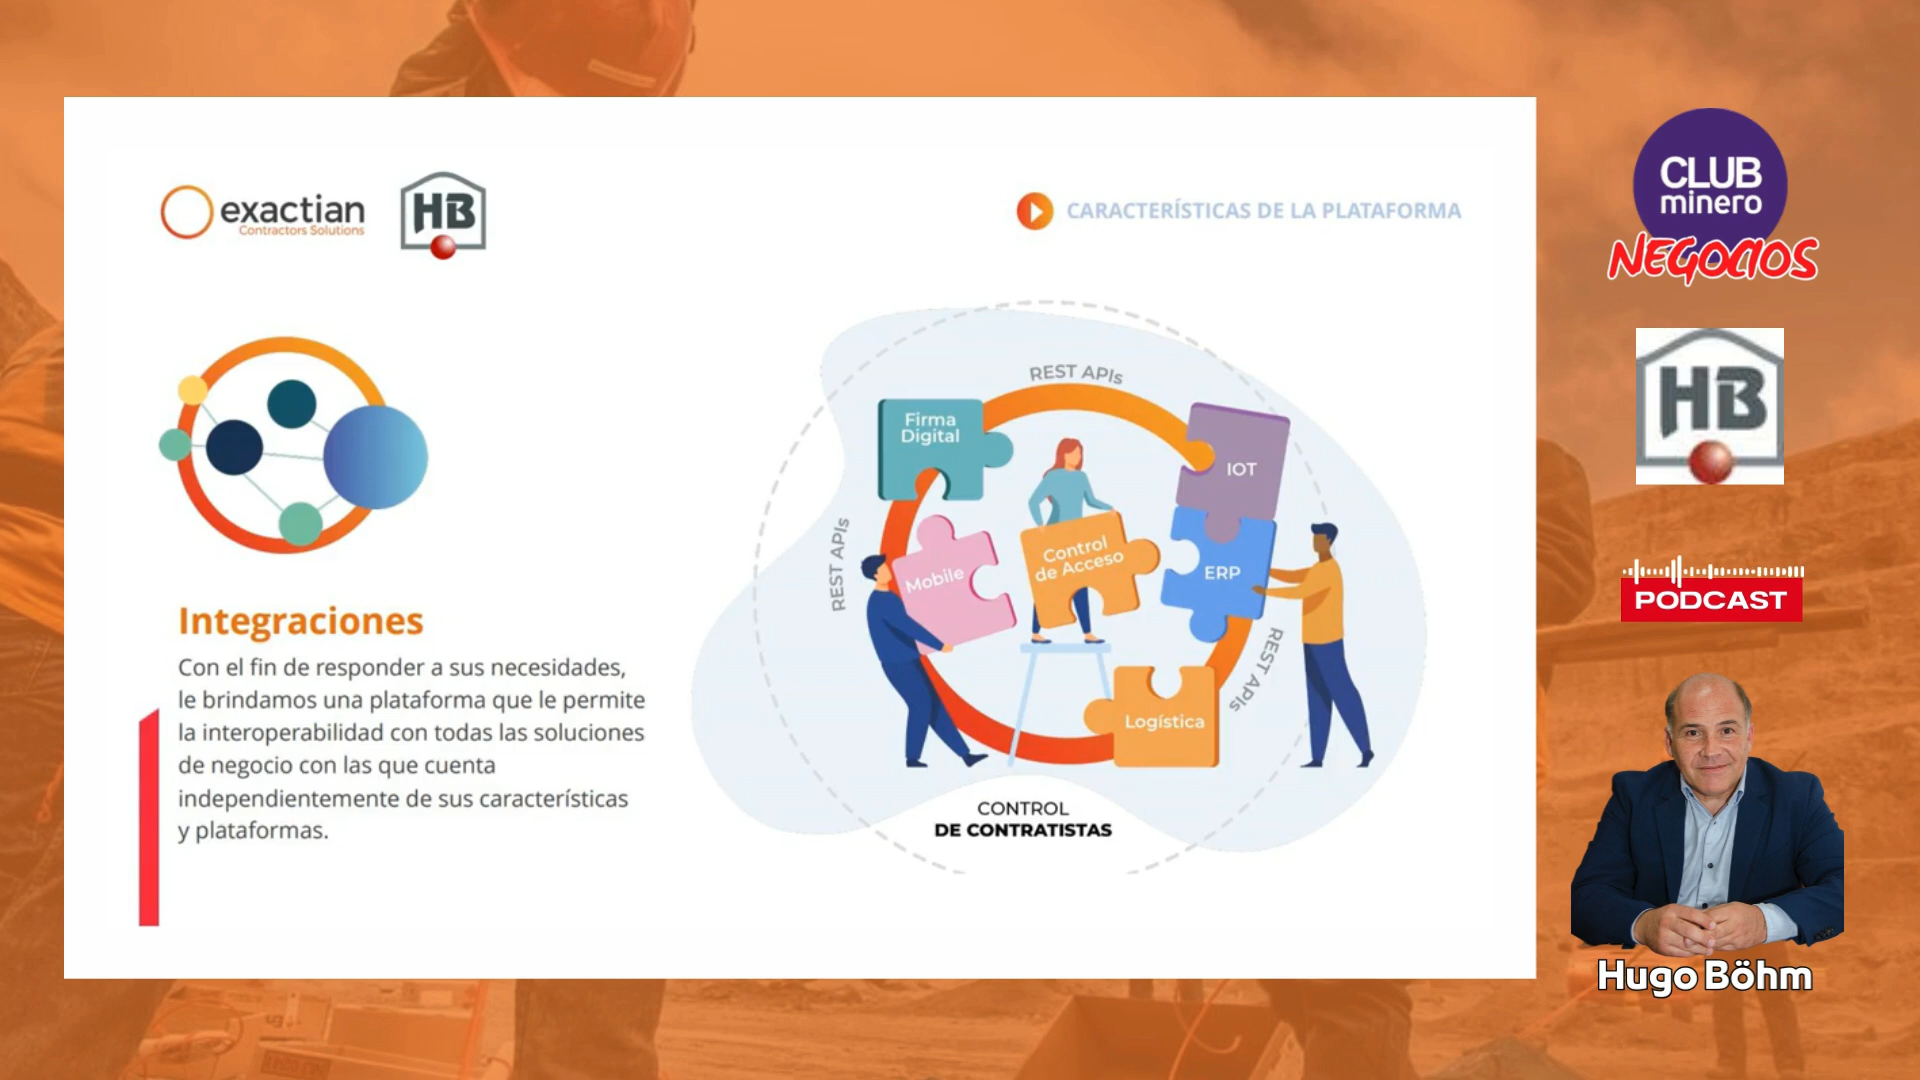 exactian
Contractors Solutions
HB
CARACTERÍSTICAS DE LA PLATAFORMA
Integraciones
Con el fin de responder a sus necesidades,
le brindamos una plataforma que le permite
la interoperabilidad con todas las soluciones
de negocio con las que cuenta
independientemente de sus características
y plataformas.
REST APIs
REST APIs
REST APIs
Firma
Digital
IOT
Mobile
Control
de Acceso
ERP
Logística
CONTROL
DE CONTRATISTAS
CLUB
minero
NEGOCIOS
HB
PODCAST
Hugo Böhm